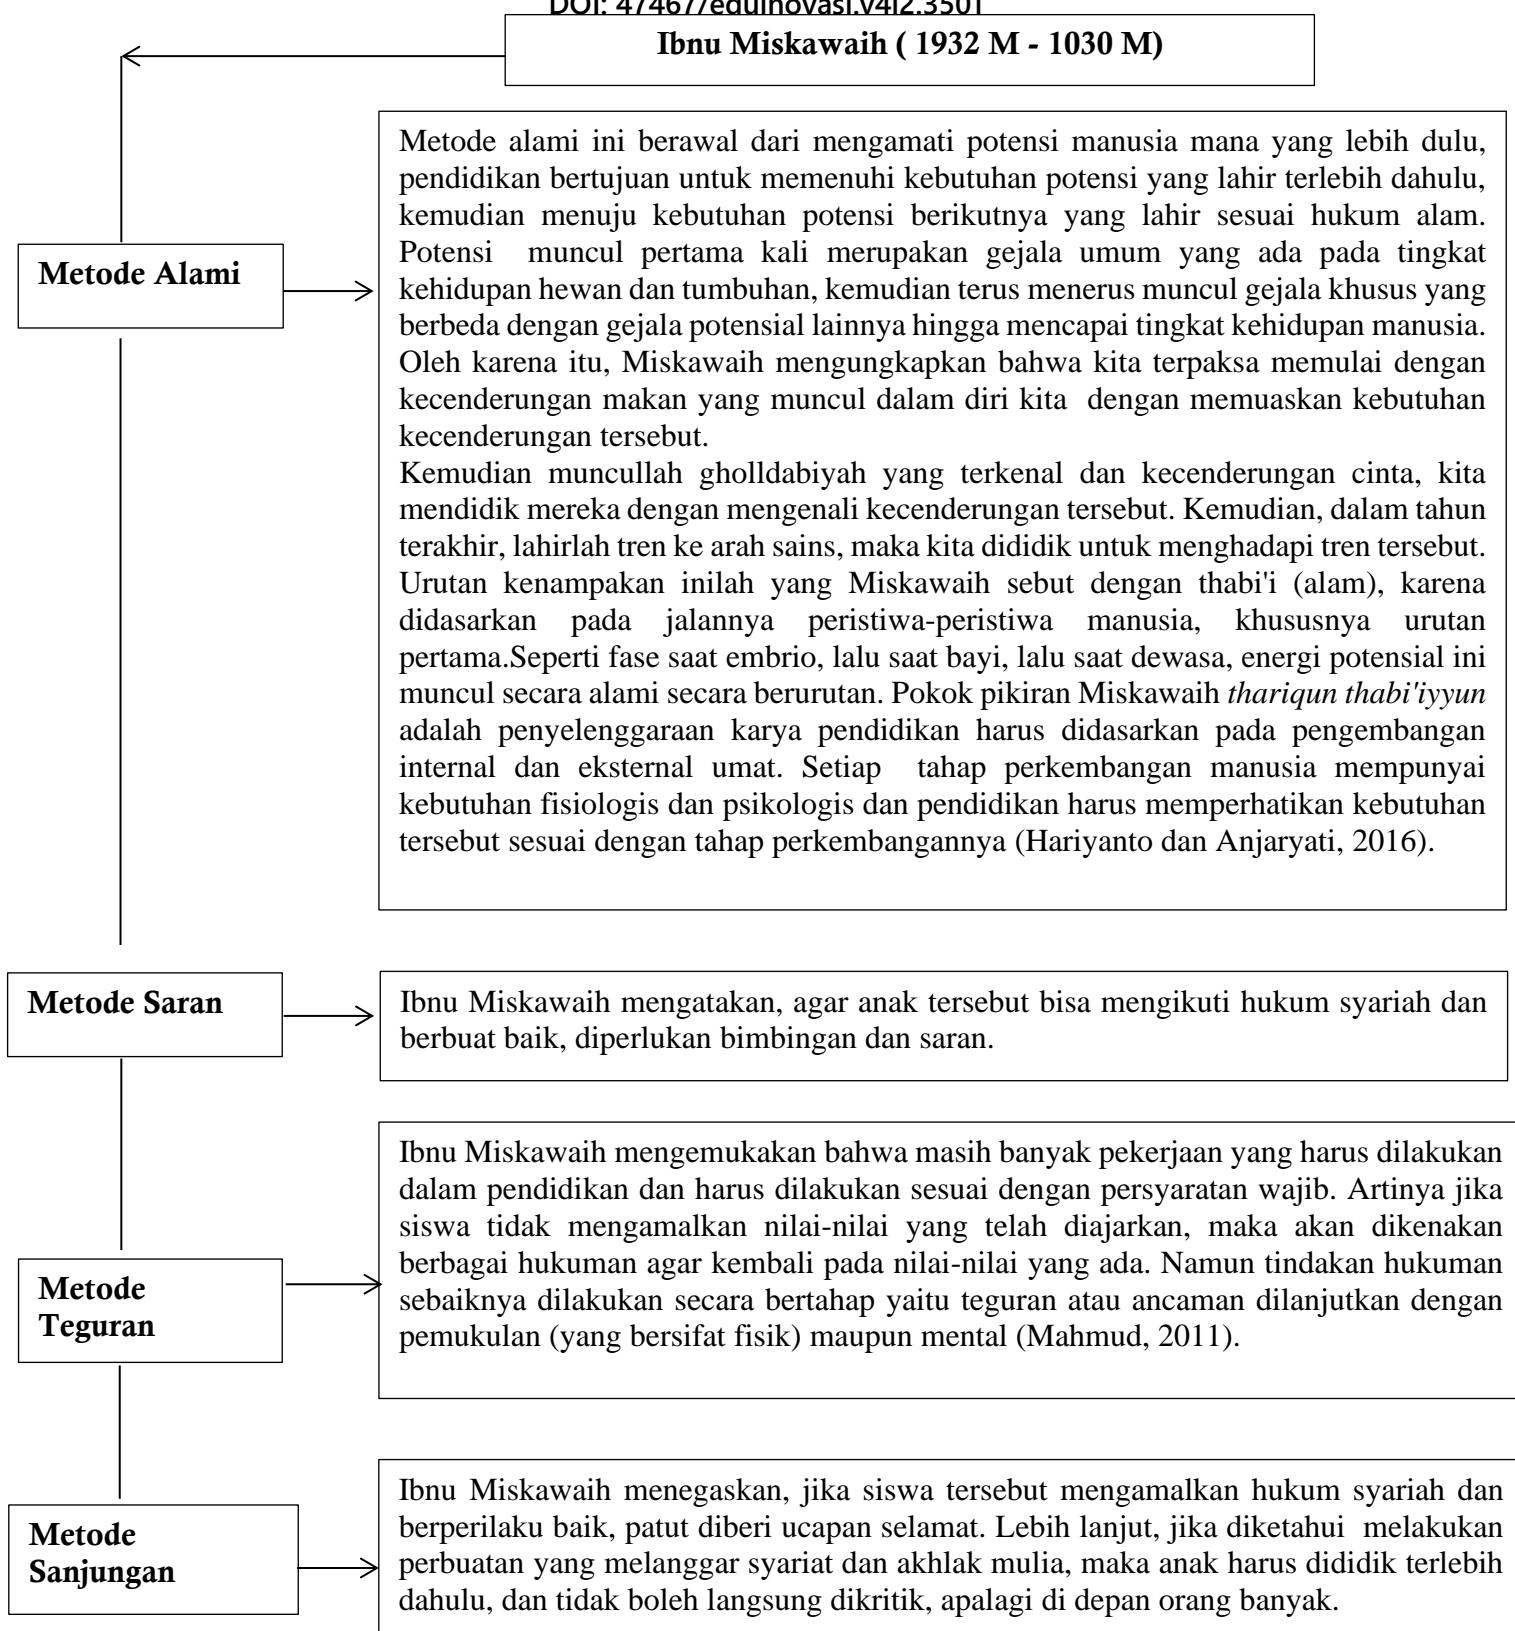 DOI: 47467/eduinovasi.v4i2.3501
Ibnu Miskawaih ( 1932 M - 1030 M)
Metode Alami
Metode alami ini berawal dari mengamati potensi manusia mana yang lebih dulu,
pendidikan bertujuan untuk memenuhi kebutuhan potensi yang lahir terlebih dahulu,
kemudian menuju kebutuhan potensi berikutnya yang lahir sesuai hukum alam.
Potensi muncul pertama kali merupakan gejala umum yang ada pada tingkat
kehidupan hewan dan tumbuhan, kemudian terus menerus muncul gejala khusus yang
berbeda dengan gejala potensial lainnya hingga mencapai tingkat kehidupan manusia.
Oleh karena itu, Miskawaih mengungkapkan bahwa kita terpaksa memulai dengan
kecenderungan makan yang muncul dalam diri kita dengan memuaskan kebutuhan
kecenderungan tersebut.
Kemudian muncullah gholldabiyah yang terkenal dan kecenderungan cinta, kita
mendidik mereka dengan mengenali kecenderungan tersebut. Kemudian, dalam tahun
terakhir, lahirlah tren ke arah sains, maka kita dididik untuk menghadapi tren tersebut.
Urutan kenampakan inilah yang Miskawaih sebut dengan thabi'i (alam), karena
didasarkan pada jalannya peristiwa-peristiwa manusia, khususnya urutan
pertama.Seperti fase saat embrio, lalu saat bayi, lalu saat dewasa, energi potensial ini
muncul secara alami secara berurutan. Pokok pikiran Miskawaih thariqun thabi'iyyun
adalah penyelenggaraan karya pendidikan harus didasarkan pada pengembangan
internal dan eksternal umat. Setiap tahap perkembangan manusia mempunyai
kebutuhan fisiologis dan psikologis dan pendidikan harus memperhatikan kebutuhan
tersebut sesuai dengan tahap perkembangannya (Hariyanto dan Anjaryati, 2016).
Metode Saran
Ibnu Miskawaih mengatakan, agar anak tersebut bisa mengikuti hukum syariah dan
berbuat baik, diperlukan bimbingan dan saran.
Metode
Teguran
Ibnu Miskawaih mengemukakan bahwa masih banyak pekerjaan yang harus dilakukan
dalam pendidikan dan harus dilakukan sesuai dengan persyaratan wajib. Artinya jika
siswa tidak mengamalkan nilai-nilai yang telah diajarkan, maka akan dikenakan
berbagai hukuman agar kembali pada nilai-nilai yang ada. Namun tindakan hukuman
sebaiknya dilakukan secara bertahap yaitu teguran atau ancaman dilanjutkan dengan
pemukulan (yang bersifat fisik) maupun mental (Mahmud, 2011).
Metode
Sanjungan
Ibnu Miskawaih menegaskan, jika siswa tersebut mengamalkan hukum syariah dan
berperilaku baik, patut diberi ucapan selamat. Lebih lanjut, jika diketahui melakukan
perbuatan yang melanggar syariat dan akhlak mulia, maka anak harus dididik terlebih
dahulu, dan tidak boleh langsung dikritik, apalagi di depan orang banyak.